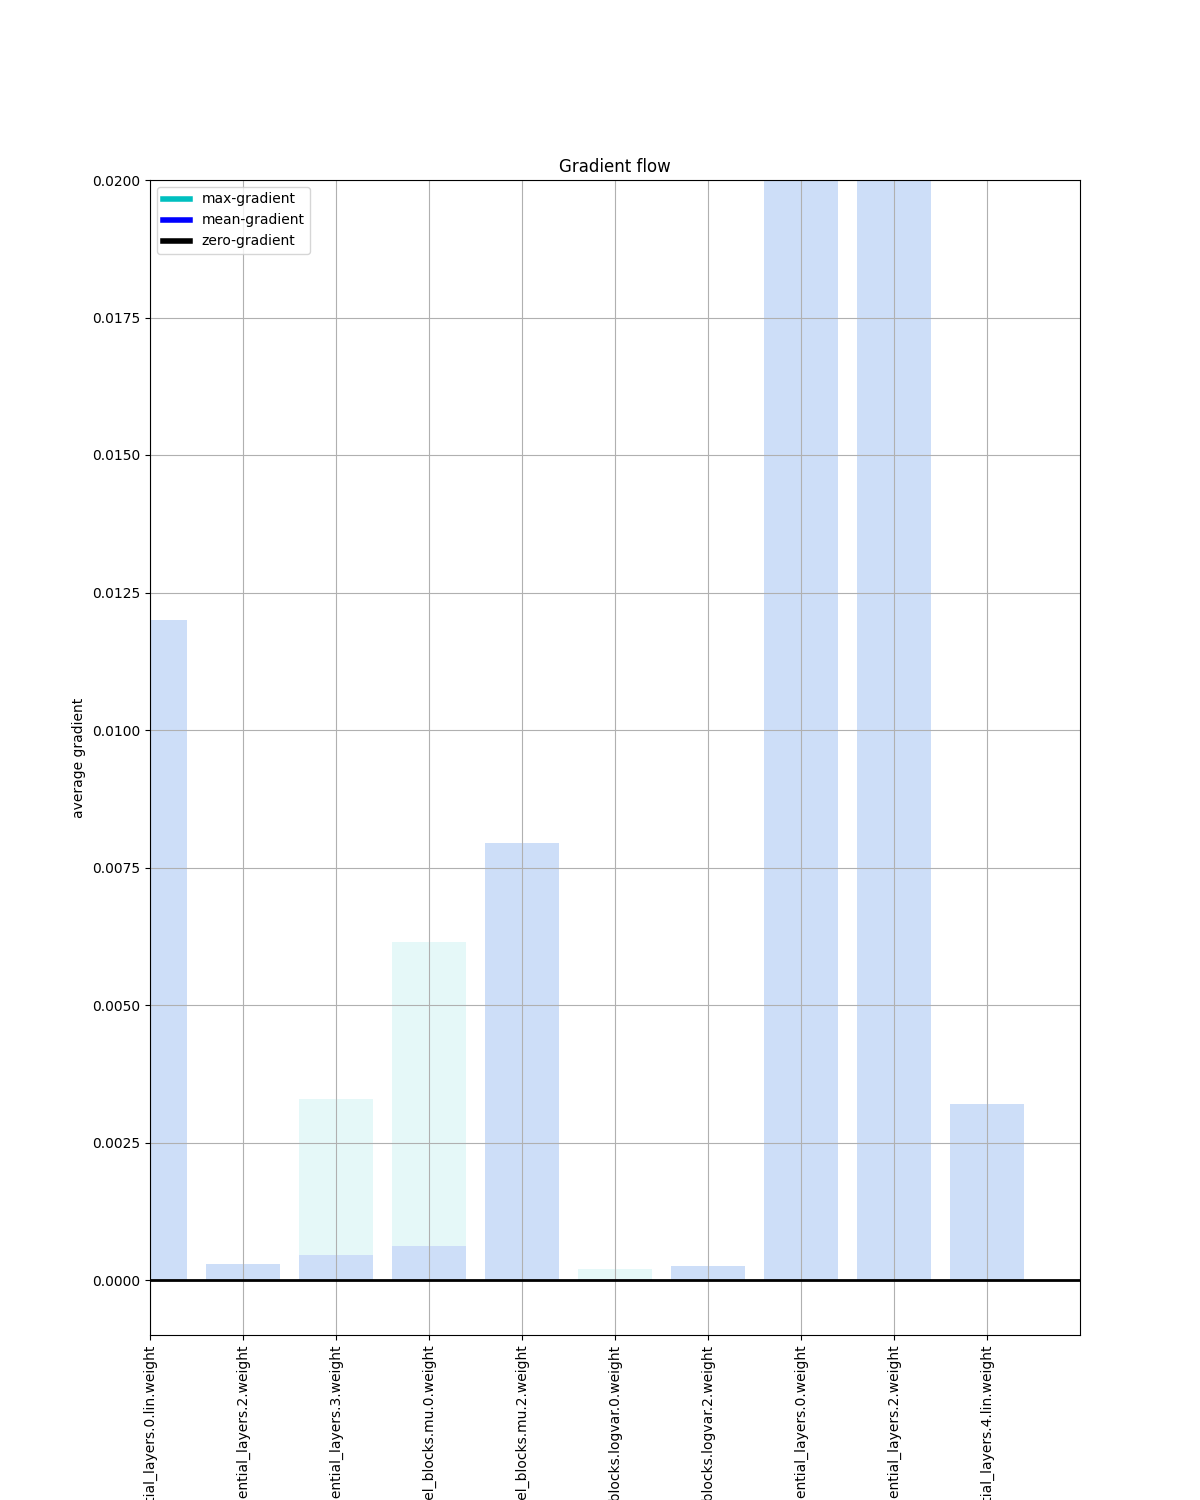 Gradient flow
max-gradient
mean-gradient
zero-gradient
0.0200
0.0175
0.0150
0.0125
0.0100
0.0075
0.0050
0.0025
0.0000
average gradient
tial_layers.0.lin.weight
ential_layers.2.weight
ential_layers.3.weight
el_blocks.mu.0.weight
el_blocks.mu.2.weight
blocks.logvar.0.weight
blocks.logvar.2.weight
ential_layers.0.weight
ential_layers.2.weight
tial_layers.4.lin.weight